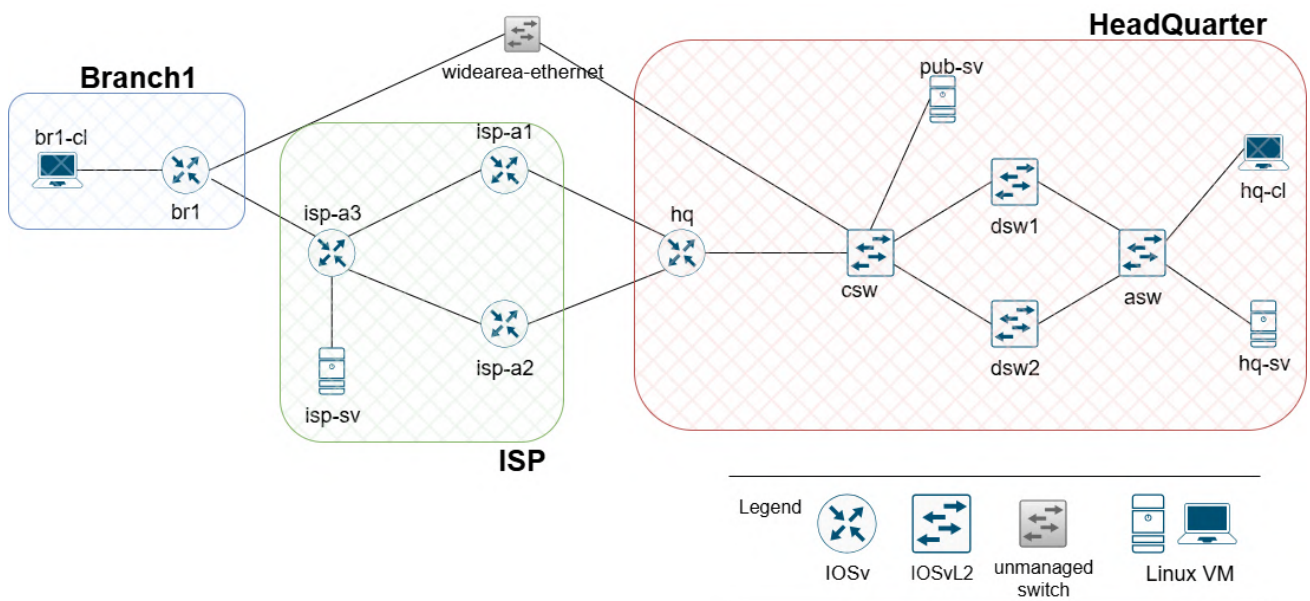 HeadQuarter
Branch1
widearea-ethernet
pub-sv
br1-cl
isp-a1
hq-cl
br1
isp-a3
hq
dsw1
csw
asw
isp-a2
dsw2
hq-sv
isp-sv
ISP
Legend
IOSv
IOSvL2
unmanaged
switch
Linux VM